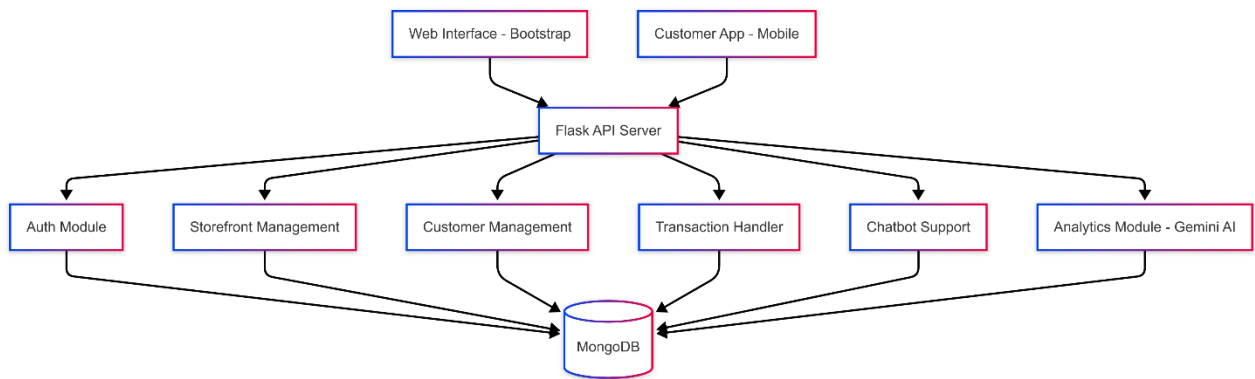 Web Interface - Bootstrap
Customer App - Mobile
Flask API Server
Auth Module
Storefront Management
Customer Management
Transaction Handler
Chatbot Support
Analytics Module - Gemini AI
MongoDB